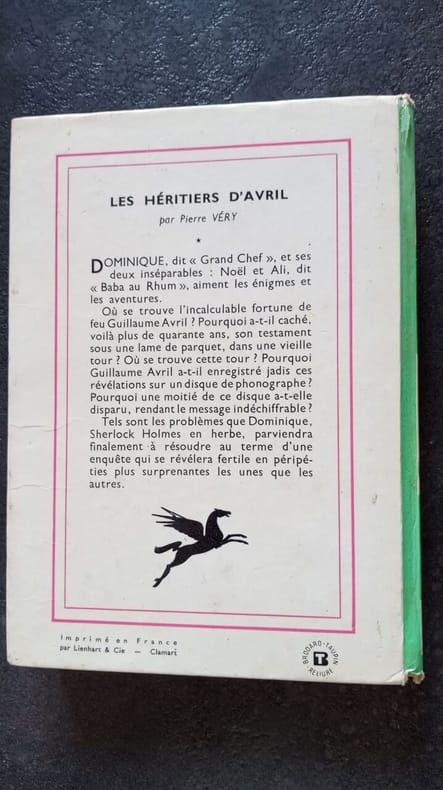 LES HÉRITIERS D'AVRIL
par Pierre VÉRY
★
DOMINIQUE, dit « Grand Chef », et ses
deux inséparables : Noël et Ali, dit
« Baba au Rhum », aiment les énigmes et
les aventures.
Où se trouve l'incalculable fortune de
feu Guillaume Avril ? Pourquoi a-t-il caché,
voilà plus de quarante ans, son testament
sous une lame de parquet, dans une vieille
tour ? Où se trouve cette tour ? Pourquoi
Guillaume Avril a-t-il enregistré jadis ces
révélations sur un disque de phonographe ?
Pourquoi une moitié de ce disque a-t-elle
disparu, rendant le message indéchiffrable ?
Tels sont les problèmes que Dominique,
Sherlock Holmes en herbe, parviendra
finalement à résoudre au terme d'une
enquête qui se révélera fertile en péripé-
ties plus surprenantes les unes que les
autres.
Imprimé en France
par Lienhart & Cie — Clamart
BRODARD-TAUPIN
BT
RELIURE